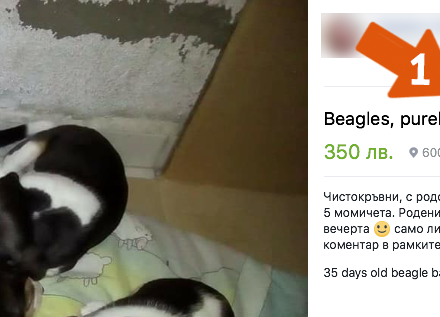 1
Beagles, purel
350 лв.
600
Чистокръвни, с родо
5 момичета. Родени
вечерта 🙂 само ли
коментар в рамките
35 days old beagle ba